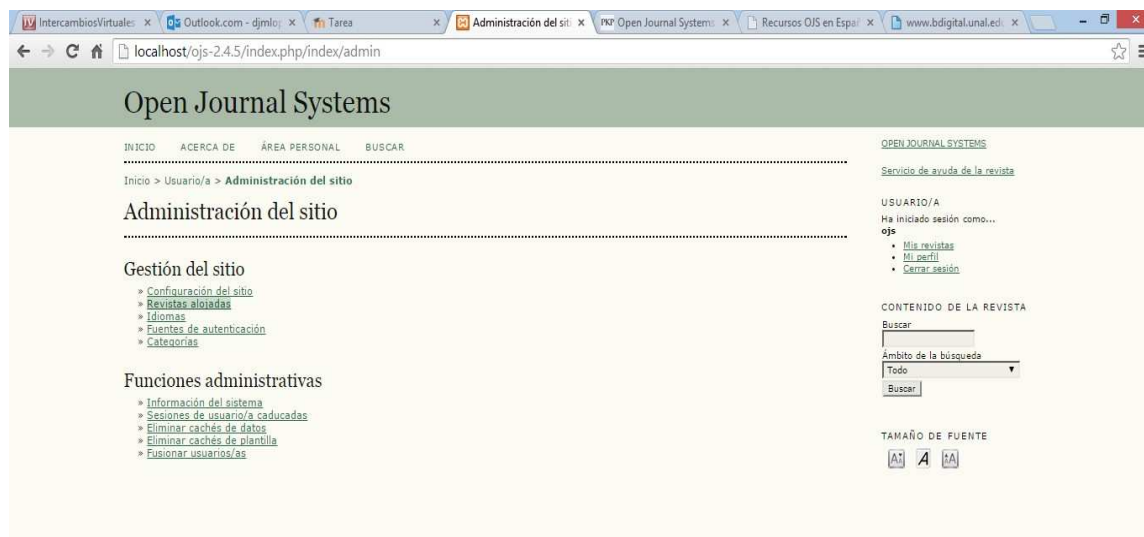 IntercambiosVirtuales
Outlook.com - djmlop
Tarea
Administración del siti
PKP Open Journal Systems
Recursos OJS en Españ
www.bdigital.unal.edu
localhost/ojs-2.4.5/index.php/index/admin
Open Journal Systems
INICIO ACERCA DE ÁREA PERSONAL BUSCAR
Inicio > Usuario/a > Administración del sitio
Administración del sitio
Gestión del sitio
» Configuración del sitio
» Revistas alojadas
» Idiomas
» Fuentes de autenticación
» Categorías
Funciones administrativas
» Información del sistema
» Sesiones de usuario/a caducadas
» Eliminar cachés de datos
» Eliminar cachés de plantilla
» Fusionar usuarios/as
OPEN JOURNAL SYSTEMS
Servicio de ayuda de la revista
USUARIO/A
Ha iniciado sesión como...
ojs
• Mis revistas
• Mi perfil
• Cerrar sesión
CONTENIDO DE LA REVISTA
Buscar
Ámbito de la búsqueda
Todo
Buscar
TAMAÑO DE FUENTE
A A A